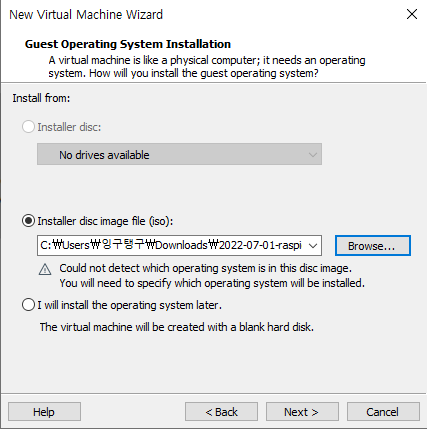 New Virtual Machine Wizard
Guest Operating System Installation
A virtual machine is like a physical computer; it needs an operating
system. How will you install the guest operating system?
Install from:
Installer disc:
No drives available
Installer disc image file (iso):
C:₩Users₩잉구탱구₩Downloads₩2022-07-01-raspi
Browse...
Could not detect which operating system is in this disc image.
You will need to specify which operating system will be installed.
I will install the operating system later.
The virtual machine will be created with a blank hard disk.
Help
< Back
Next >
Cancel